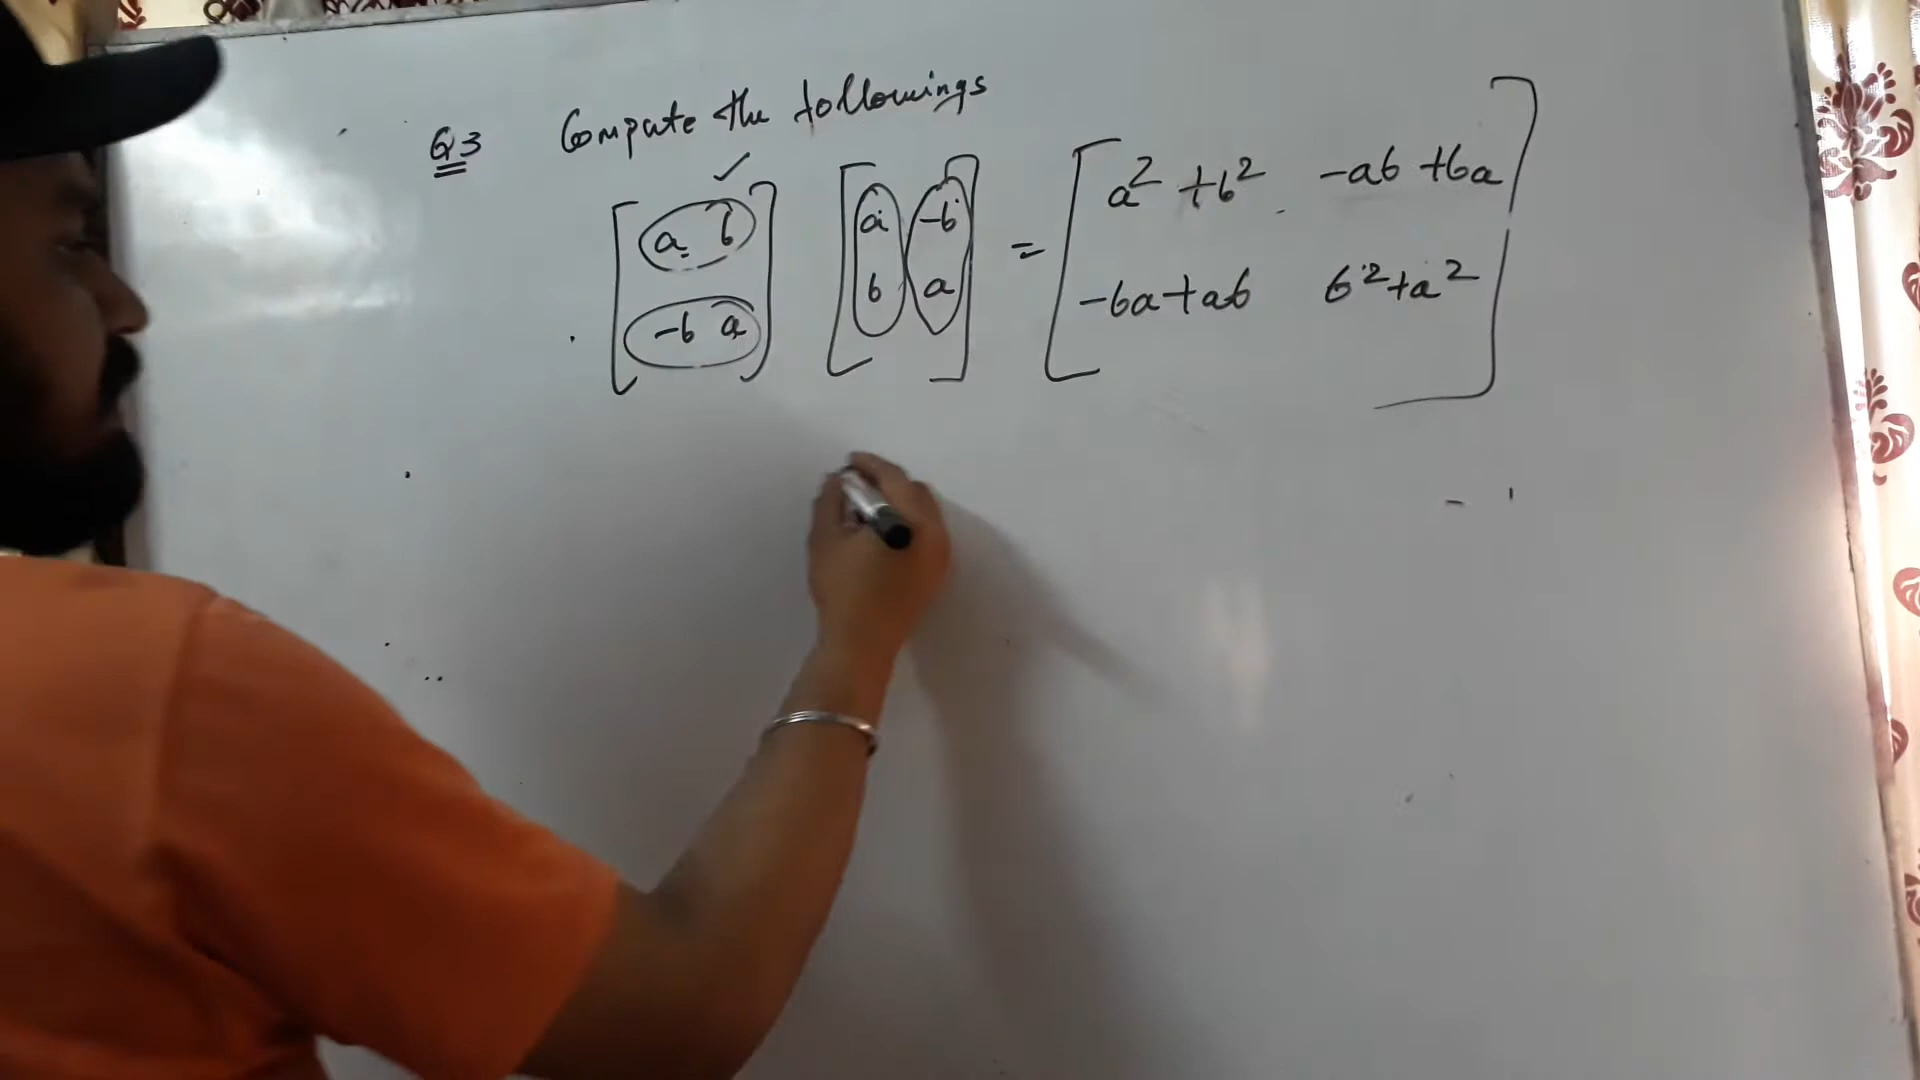 Q3 Compute the followings
[a b] [a -b] = [a² + b² -ab + ba]
[-b a] [b a] [-ba + ab b² + a²]